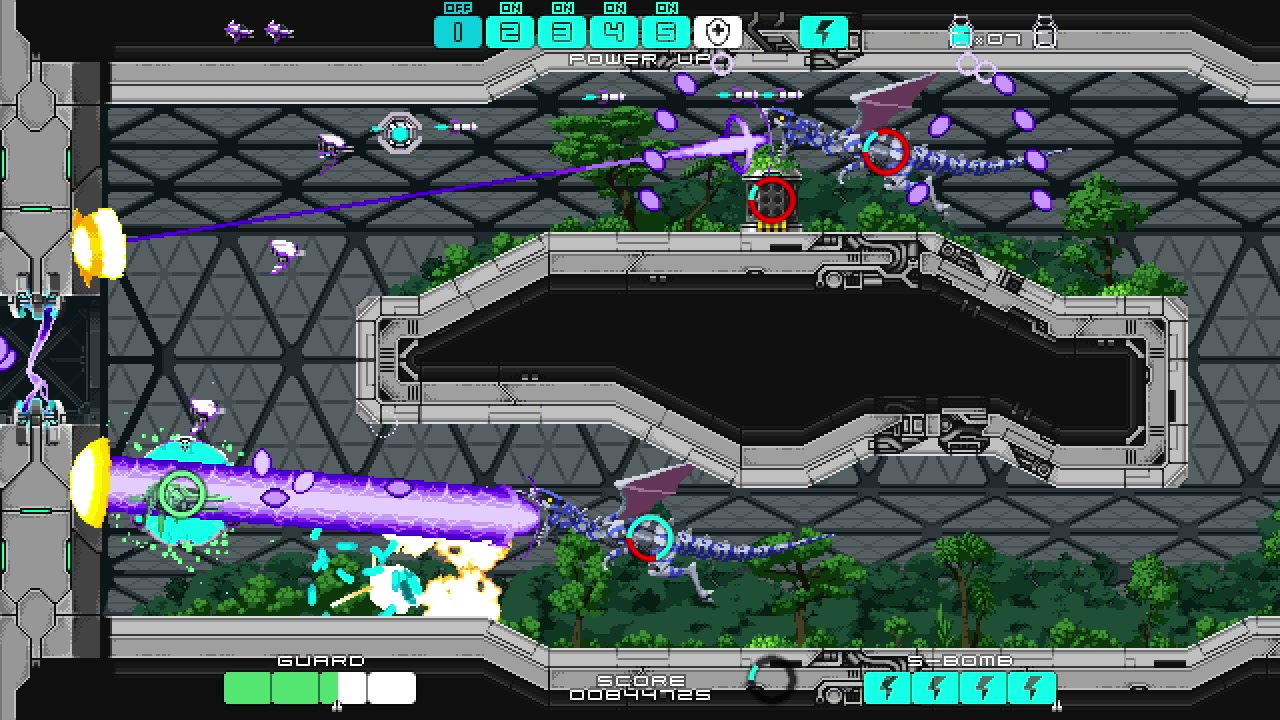 OFF ON ON ON ON
1 2 3 4 5
×07
POWER UP
GUARD
S-BOMB
SCORE
00844725